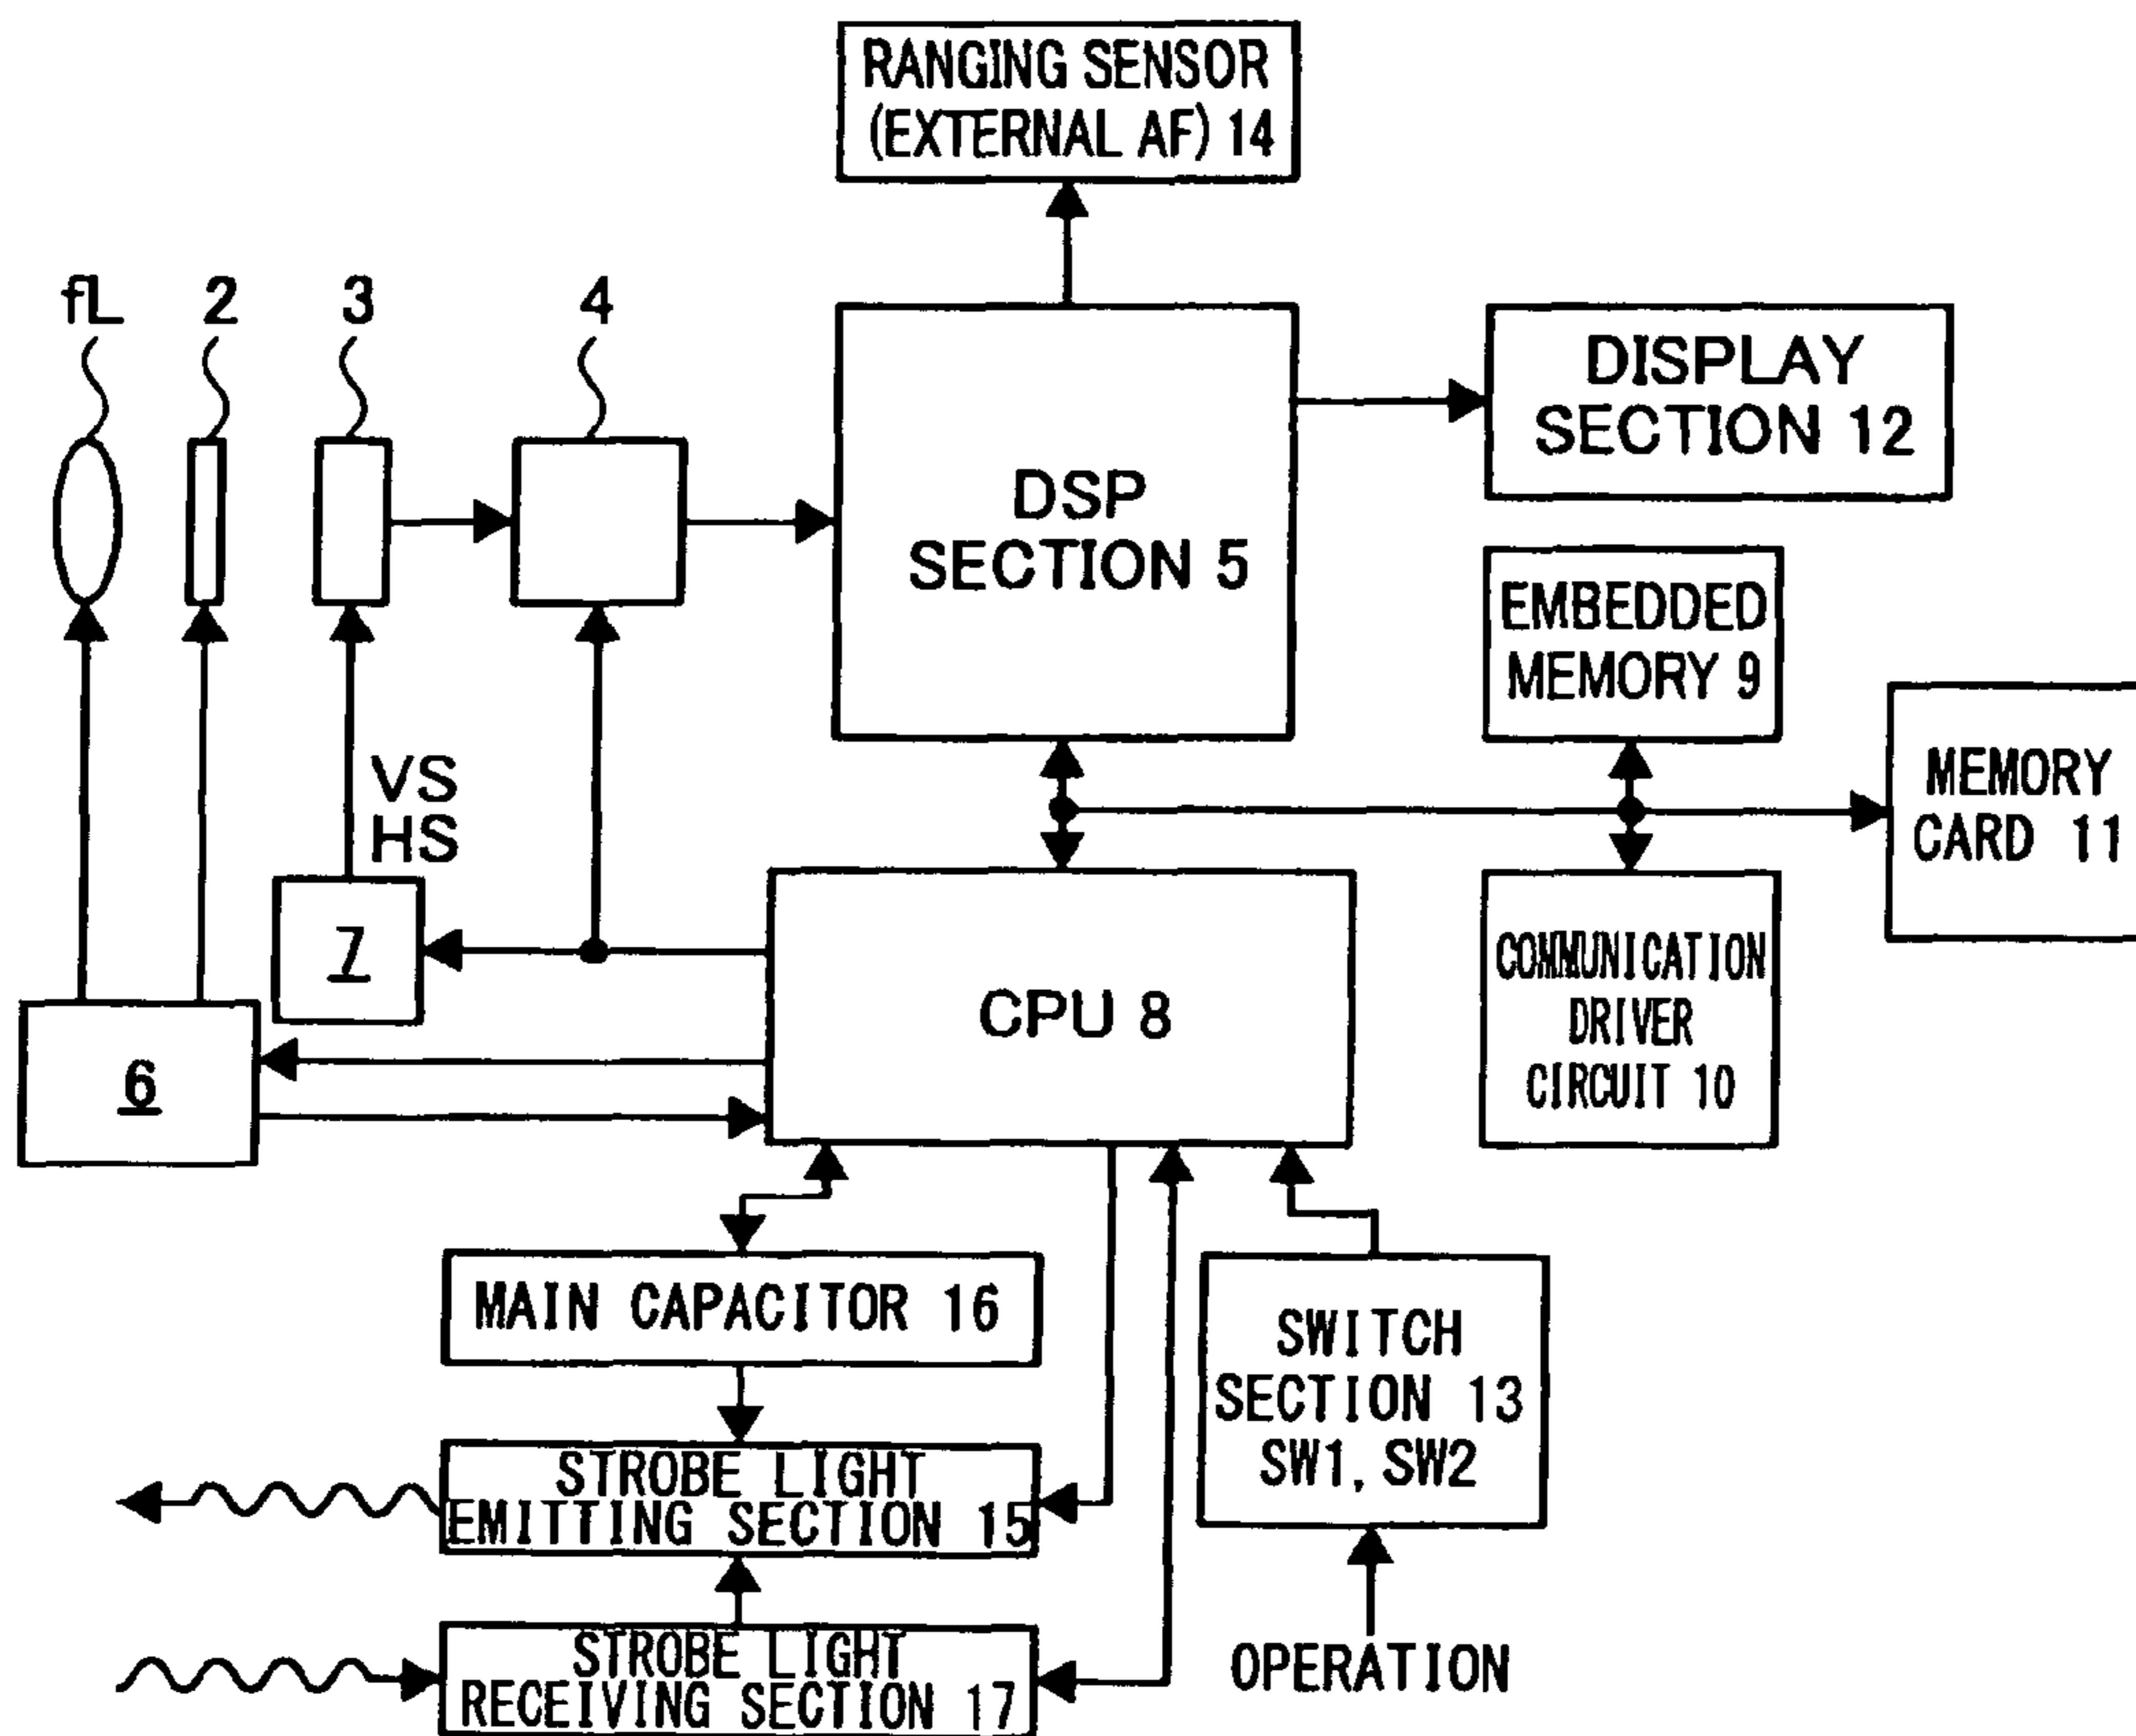 RANGING SENSOR
(EXTERNAL AF) 14
fL
2
3
4
DSP
SECTION 5
DISPLAY
SECTION 12
EMBEDDED
MEMORY 9
MEMORY
CARD 11
VS
HS
7
6
CPU 8
COMMUNICATION
DRIVER
CIRCUIT 10
MAIN CAPACITOR 16
SWITCH
SECTION 13
SW1, SW2
STROBE LIGHT
EMITTING SECTION 15
STROBE LIGHT
RECEIVING SECTION 17
OPERATION